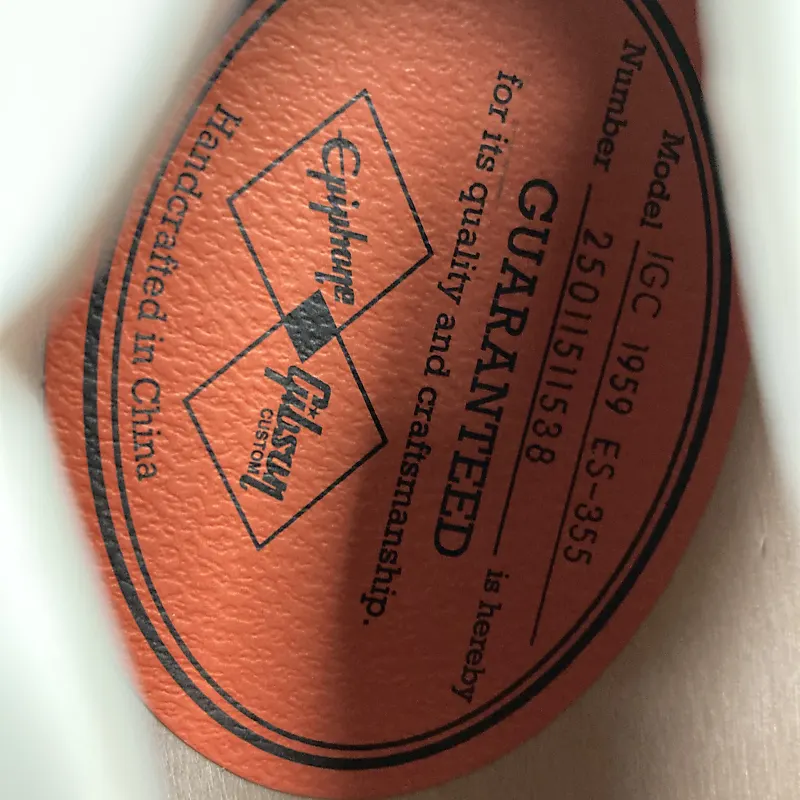 Model IGC 1959 ES-355
Number 25011511538 is hereby
GUARANTEED
for its quality and craftsmanship.
Epiphone
Gibson
CUSTOM
Handcrafted in China